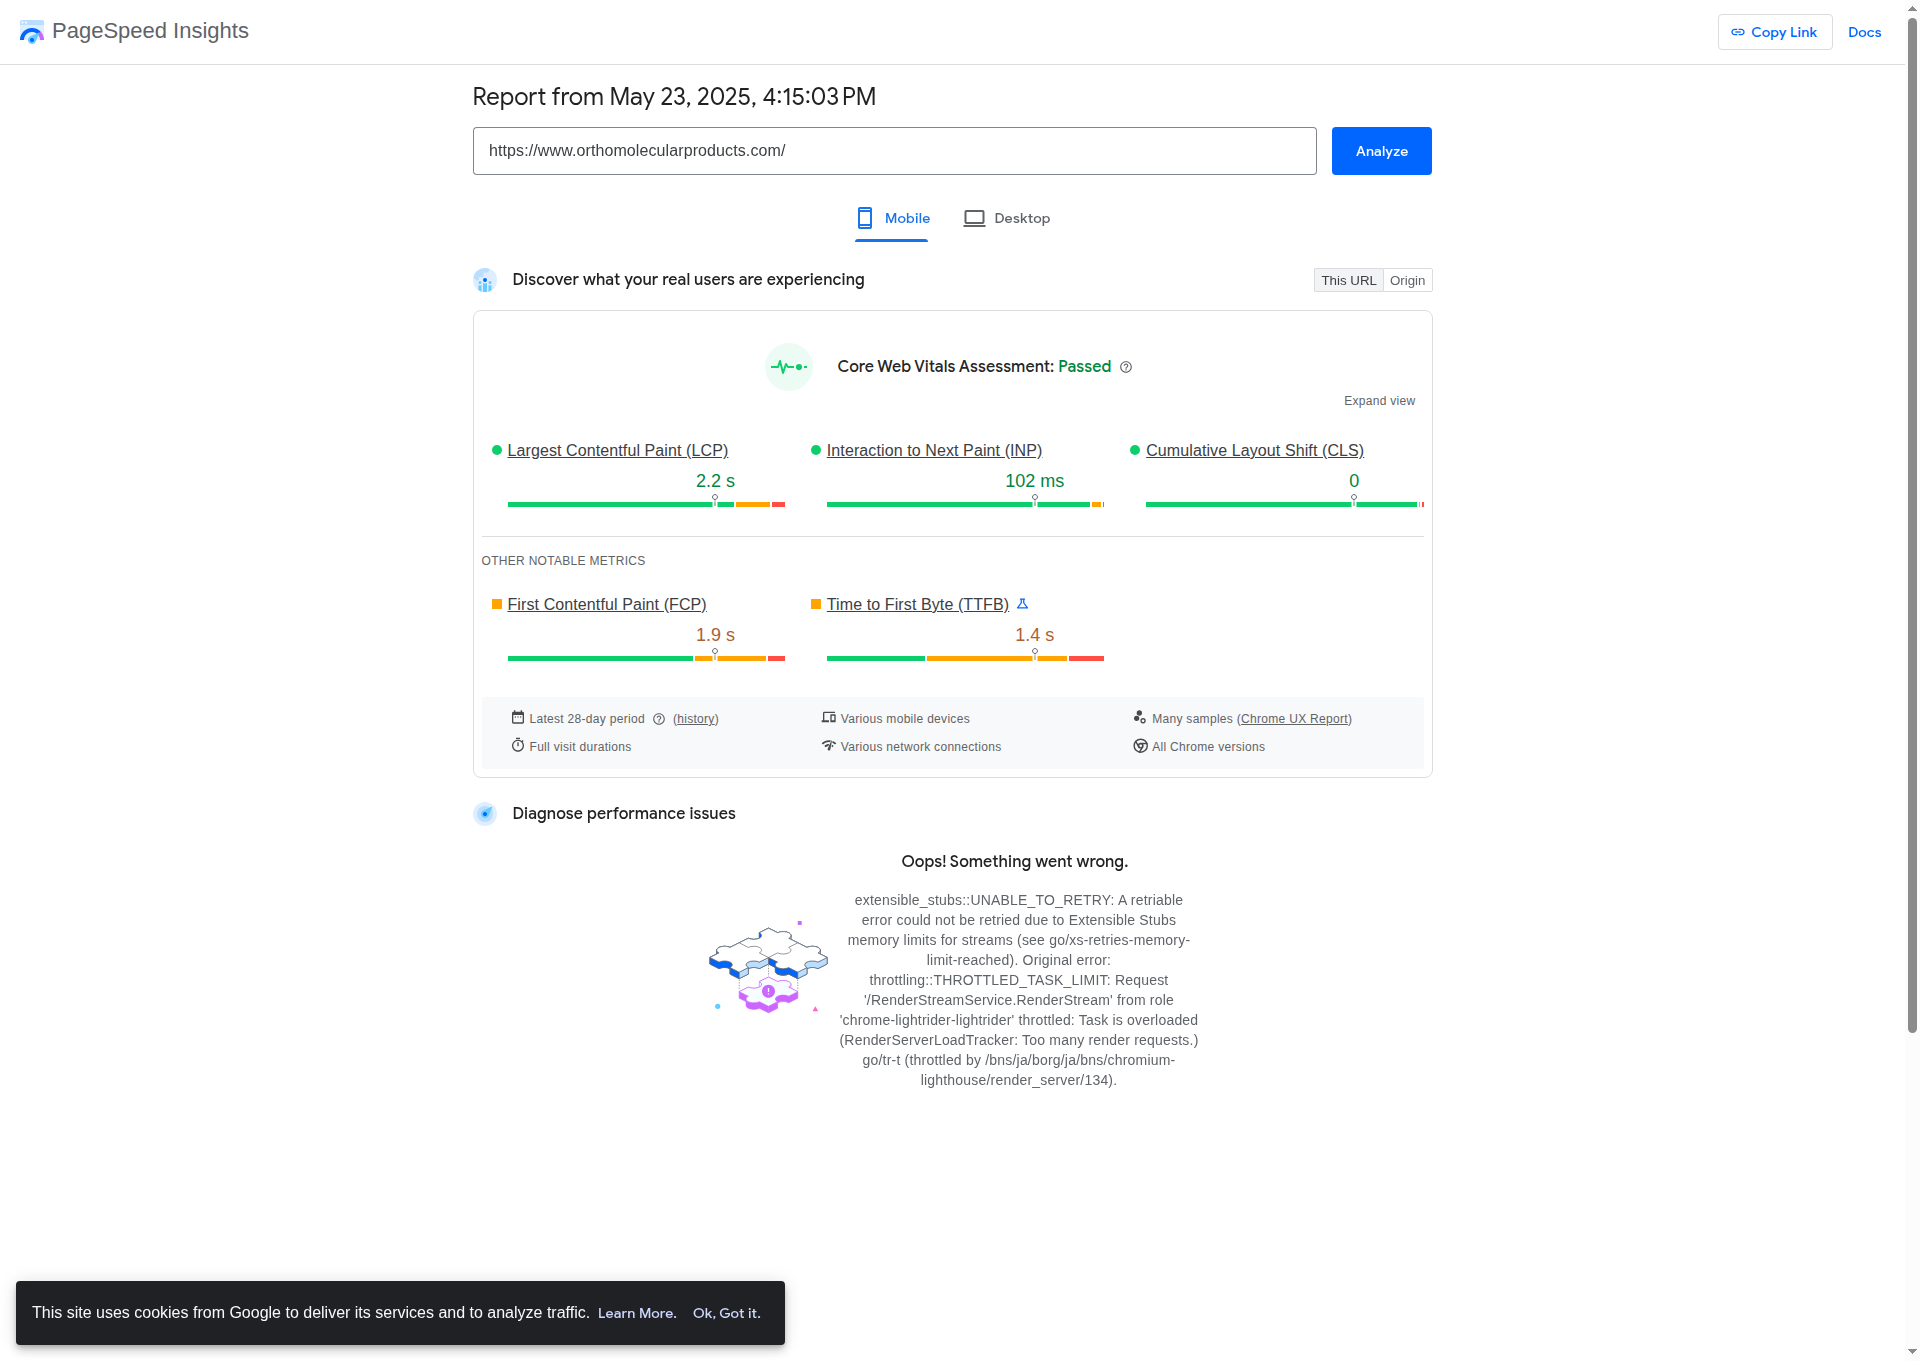 PageSpeed Insights
Copy Link
Docs
Report from May 23, 2025, 4:15:03 PM
https://www.orthomolecularproducts.com/
Analyze
Mobile
Desktop
Discover what your real users are experiencing
This URL
Origin
Core Web Vitals Assessment: Passed
Expand view
Largest Contentful Paint (LCP)
2.2 s
Interaction to Next Paint (INP)
102 ms
Cumulative Layout Shift (CLS)
0
OTHER NOTABLE METRICS
First Contentful Paint (FCP)
1.9 s
Time to First Byte (TTFB)
1.4 s
Latest 28-day period (history)
Various mobile devices
Many samples (Chrome UX Report)
Full visit durations
Various network connections
All Chrome versions
Diagnose performance issues
Oops! Something went wrong.
extensible_stubs::UNABLE_TO_RETRY: A retriable
error could not be retried due to Extensible Stubs
memory limits for streams (see go/xs-retries-memory-
limit-reached). Original error:
throttling::THROTTLED_TASK_LIMIT: Request
'/RenderStreamService.RenderStream' from role
'chrome-lightrider-lightrider' throttled: Task is overloaded
(RenderServerLoadTracker: Too many render requests.)
go/tr-t (throttled by /bns/ja/borg/ja/bns/chromium-
lighthouse/render_server/134).
This site uses cookies from Google to deliver its services and to analyze traffic. Learn More. Ok, Got it.